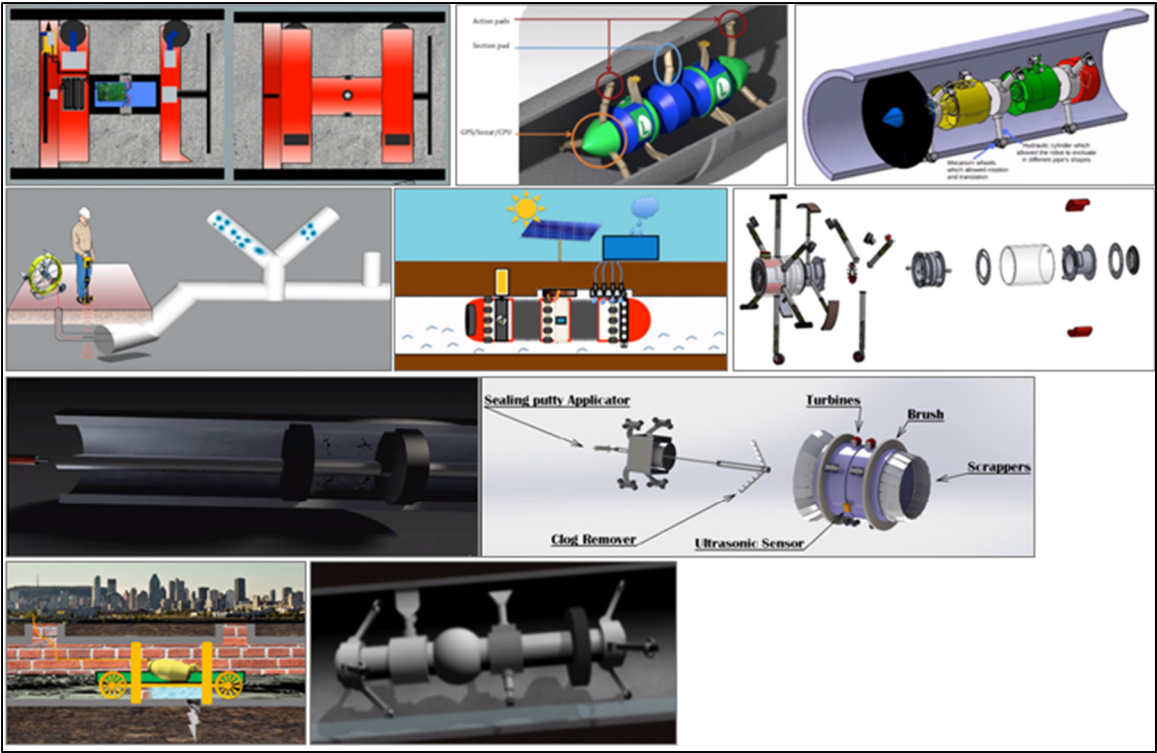 Action pads
Section pad
GPS/Sonar/CPU
L
L
Mecanum wheels
which allowed rotation
and translation
Hydraulic cylinder which
allowed the robot to evaluate
in different pipe's shapes
Sealing putty Applicator
Turbines
Brush
Scrappers
Clog Remover
Ultrasonic Sensor